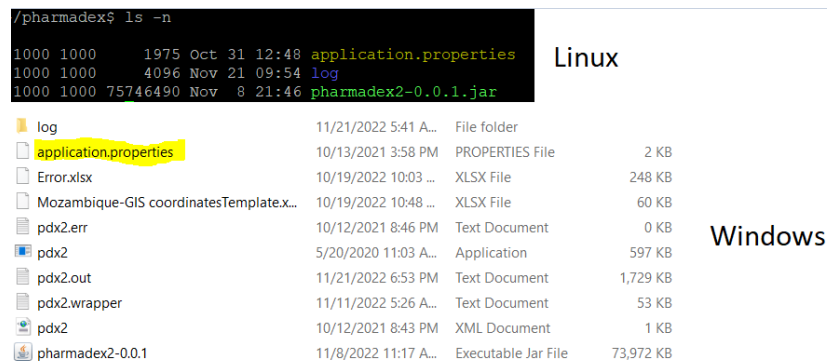 /pharmadex$ ls -n
1000 1000 1975 Oct 31 12:48 application.properties
1000 1000 4096 Nov 21 09:54 log
1000 1000 75746490 Nov 8 21:46 pharmadex2-0.0.1.jar
Linux
log 11/21/2022 5:41 A... File folder
application.properties 10/13/2021 3:58 PM PROPERTIES File 2 KB
Error.xlsx 10/19/2022 10:03 ... XLSX File 248 KB
Mozambique-GIS coordinatesTemplate.x... 10/19/2022 10:48 ... XLSX File 60 KB
pdx2.err 10/12/2021 8:46 PM Text Document 0 KB
pdx2 5/20/2020 11:03 A... Application 597 KB
pdx2.out 11/21/2022 6:53 PM Text Document 1,729 KB
pdx2.wrapper 11/11/2022 5:26 A... Text Document 53 KB
pdx2 10/12/2021 8:43 PM XML Document 1 KB
pharmadex2-0.0.1 11/8/2022 11:17 A... Executable Jar File 73,972 KB
Windows